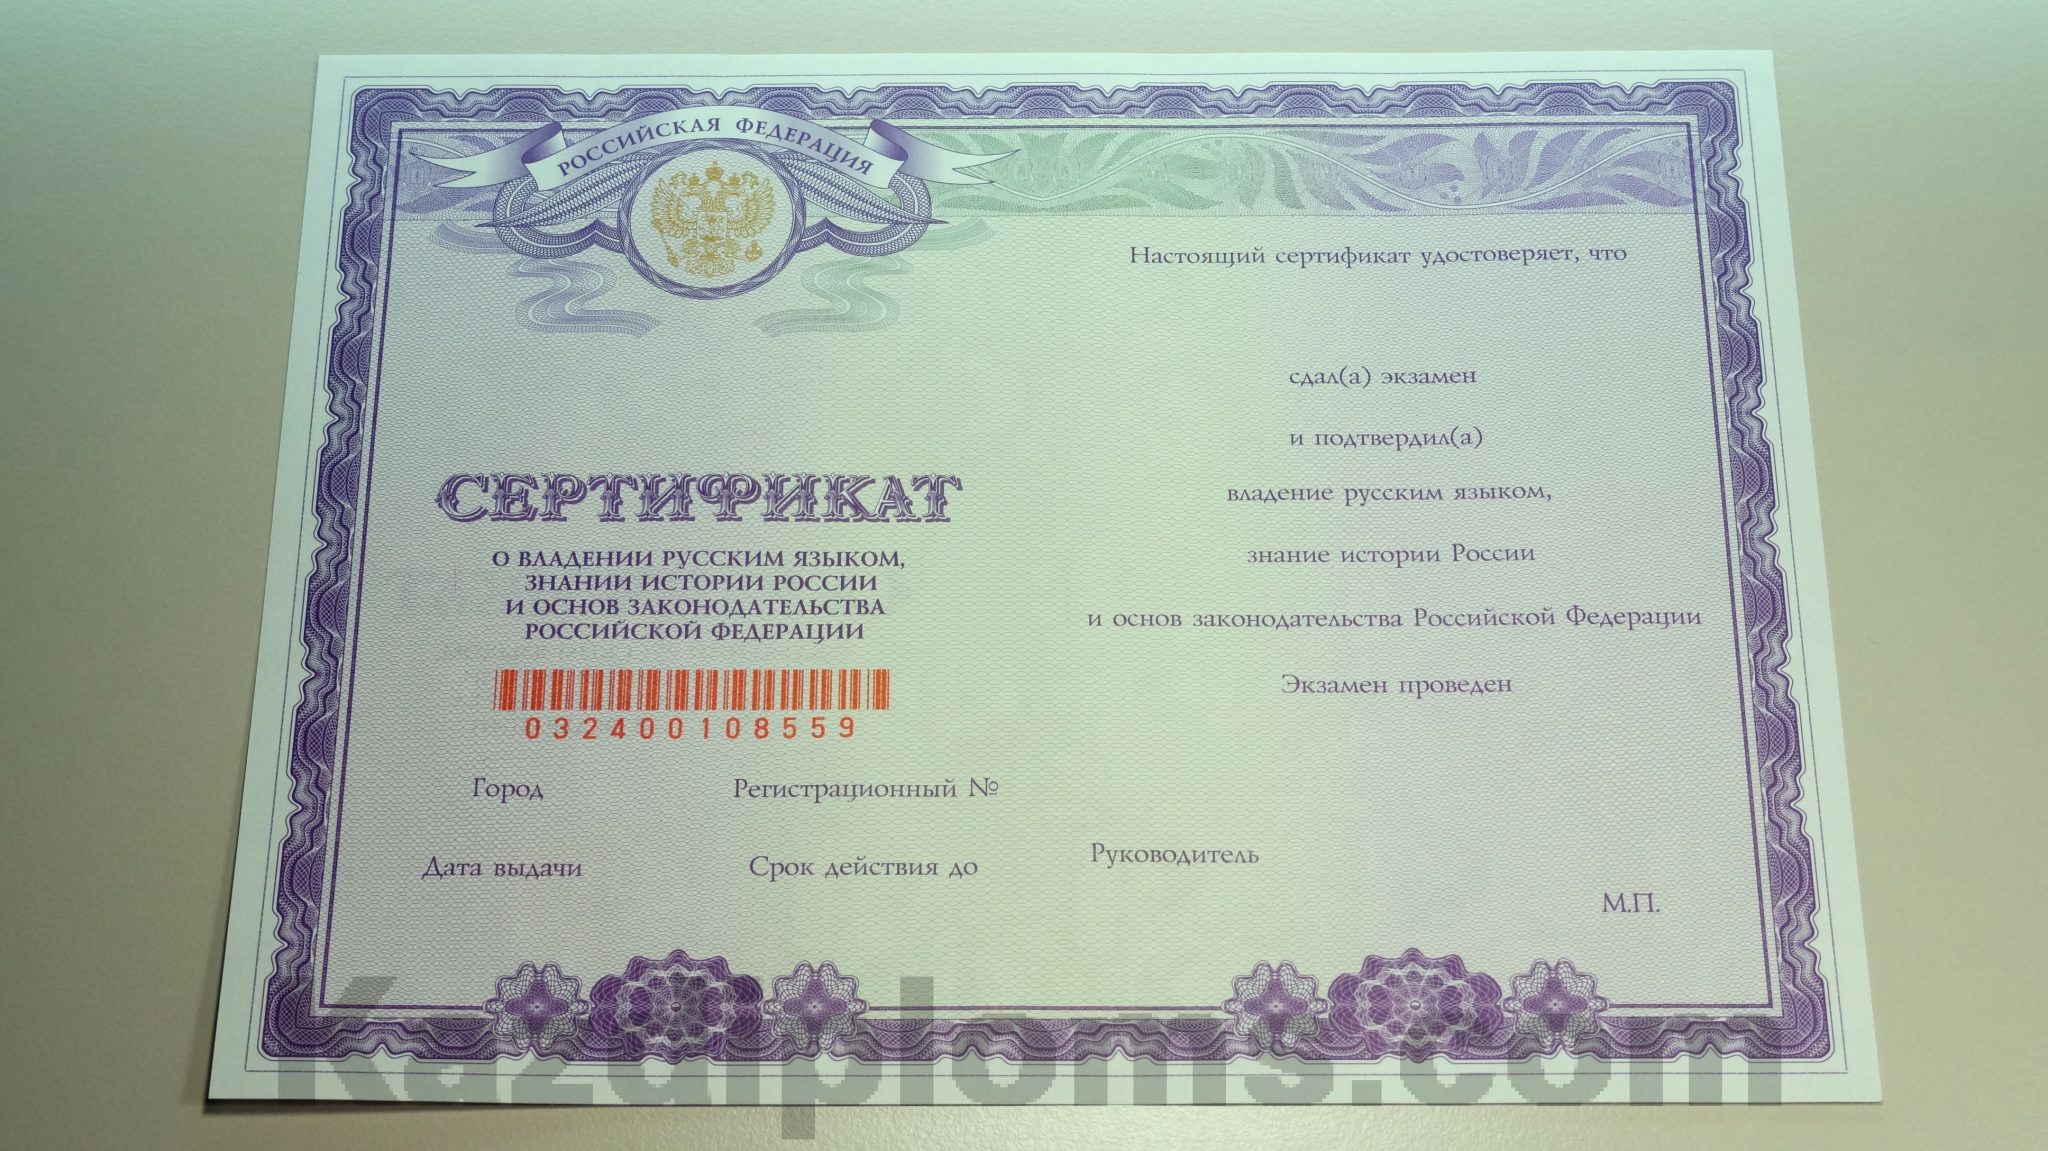 РОССИЙСКАЯ ФЕДЕРАЦИЯ
СЕРТИФИКАТ
О ВЛАДЕНИИ РУССКИМ ЯЗЫКОМ,
ЗНАНИИ ИСТОРИИ РОССИИ
И ОСНОВ ЗАКОНОДАТЕЛЬСТВА
РОССИЙСКОЙ ФЕДЕРАЦИИ
032400108559
Город
Регистрационный №
Дата выдачи
Срок действия до
Настоящий сертификат удостоверяет, что
сдал(а) экзамен
и подтвердил(а)
владение русским языком,
знание истории России
и основ законодательства Российской Федерации
Экзамен проведен
Руководитель
М.П.
Kazdiploms.com